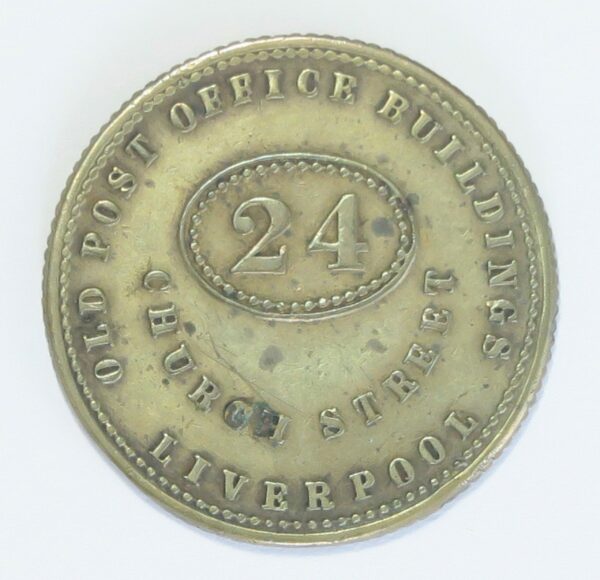 OLD POST OFFICE BUILDINGS
24
CHURCH STREET
LIVERPOOL